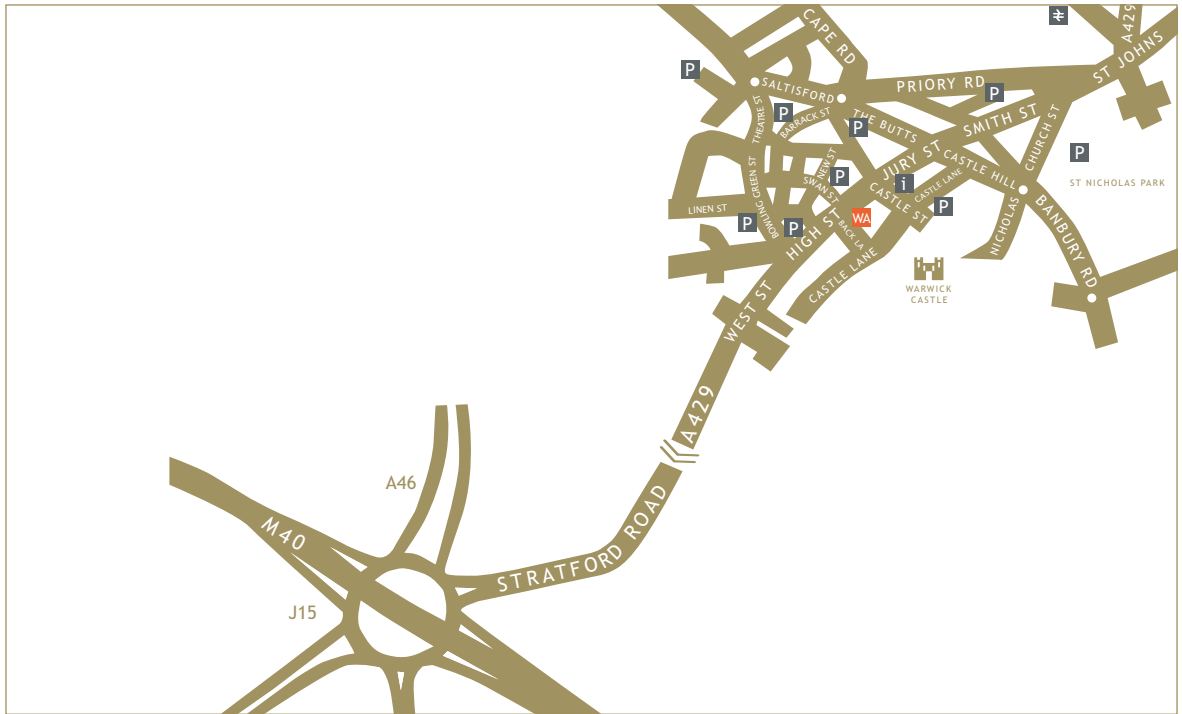 CAPE RD
A429
ST JOHNS
P
SALTISFORD
PRIORY RD
P
THEATRE ST
P
BARRACK ST
P
THE BUTTS
SMITH ST
CHURCH ST
P
JURY ST
NEW ST
CASTLE HILL
P
ST NICHOLAS PARK
BOWLING GREEN ST
SWAN ST
i
CASTLE LANE
CASTLE ST
P
LINEN ST
P
P
HIGH ST
WA
BACK LA
NICHOLAS
BANBURY RD
CASTLE LANE
WARWICK
CASTLE
WEST ST
A429
A46
M40
STRATFORD ROAD
J15